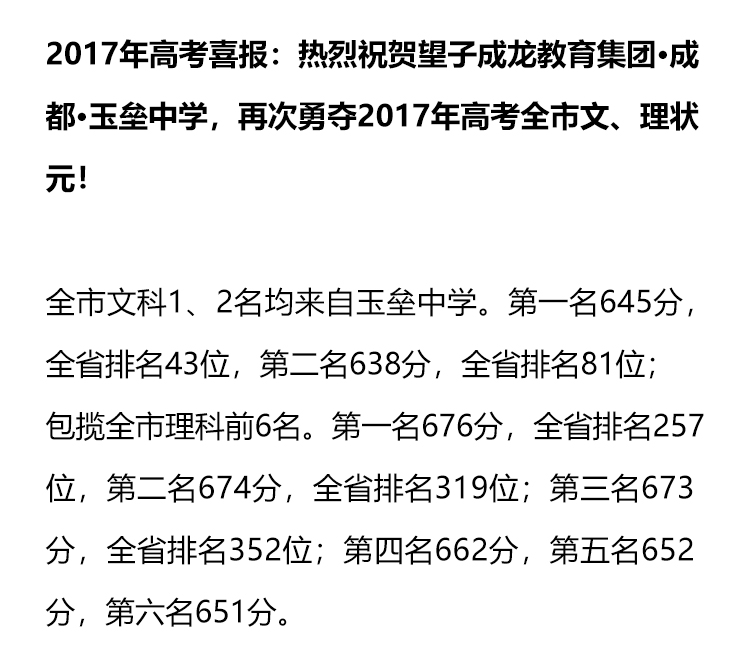 2017年高考喜报：热烈祝贺望子成龙教育集团•成
都•玉垒中学，再次勇夺2017年高考全市文、理状
元！
全市文科1、2名均来自玉垒中学。第一名645分，
全省排名43位，第二名638分，全省排名81位；
包揽全市理科前6名。第一名676分，全省排名257
位，第二名674分，全省排名319位；第三名673
分，全省排名352位；第四名662分，第五名652
分，第六名651分。